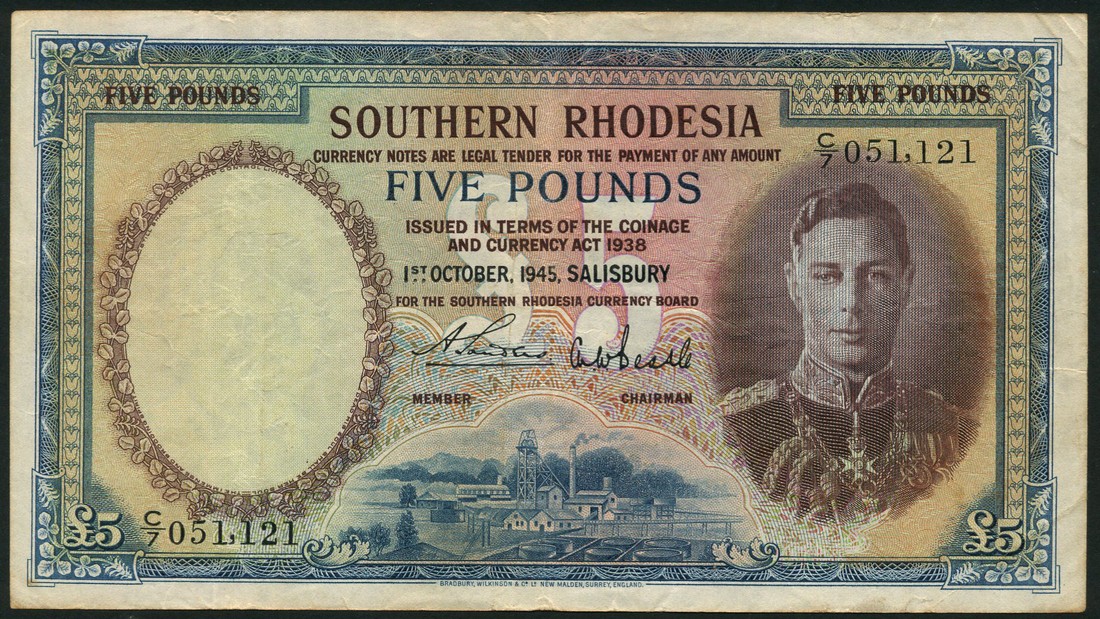 FIVE POUNDS
FIVE POUNDS
SOUTHERN RHODESIA
C/7 051,121
CURRENCY NOTES ARE LEGAL TENDER FOR THE PAYMENT OF ANY AMOUNT
FIVE POUNDS
£5
ISSUED IN TERMS OF THE COINAGE
AND CURRENCY ACT 1938
1ST OCTOBER, 1945, SALISBURY
FOR THE SOUTHERN RHODESIA CURRENCY BOARD
MEMBER CHAIRMAN
£5 C/7 051,121
£5
BRADBURY, WILKINSON & Co. Ld. NEW MALDEN, SURREY, ENGLAND.